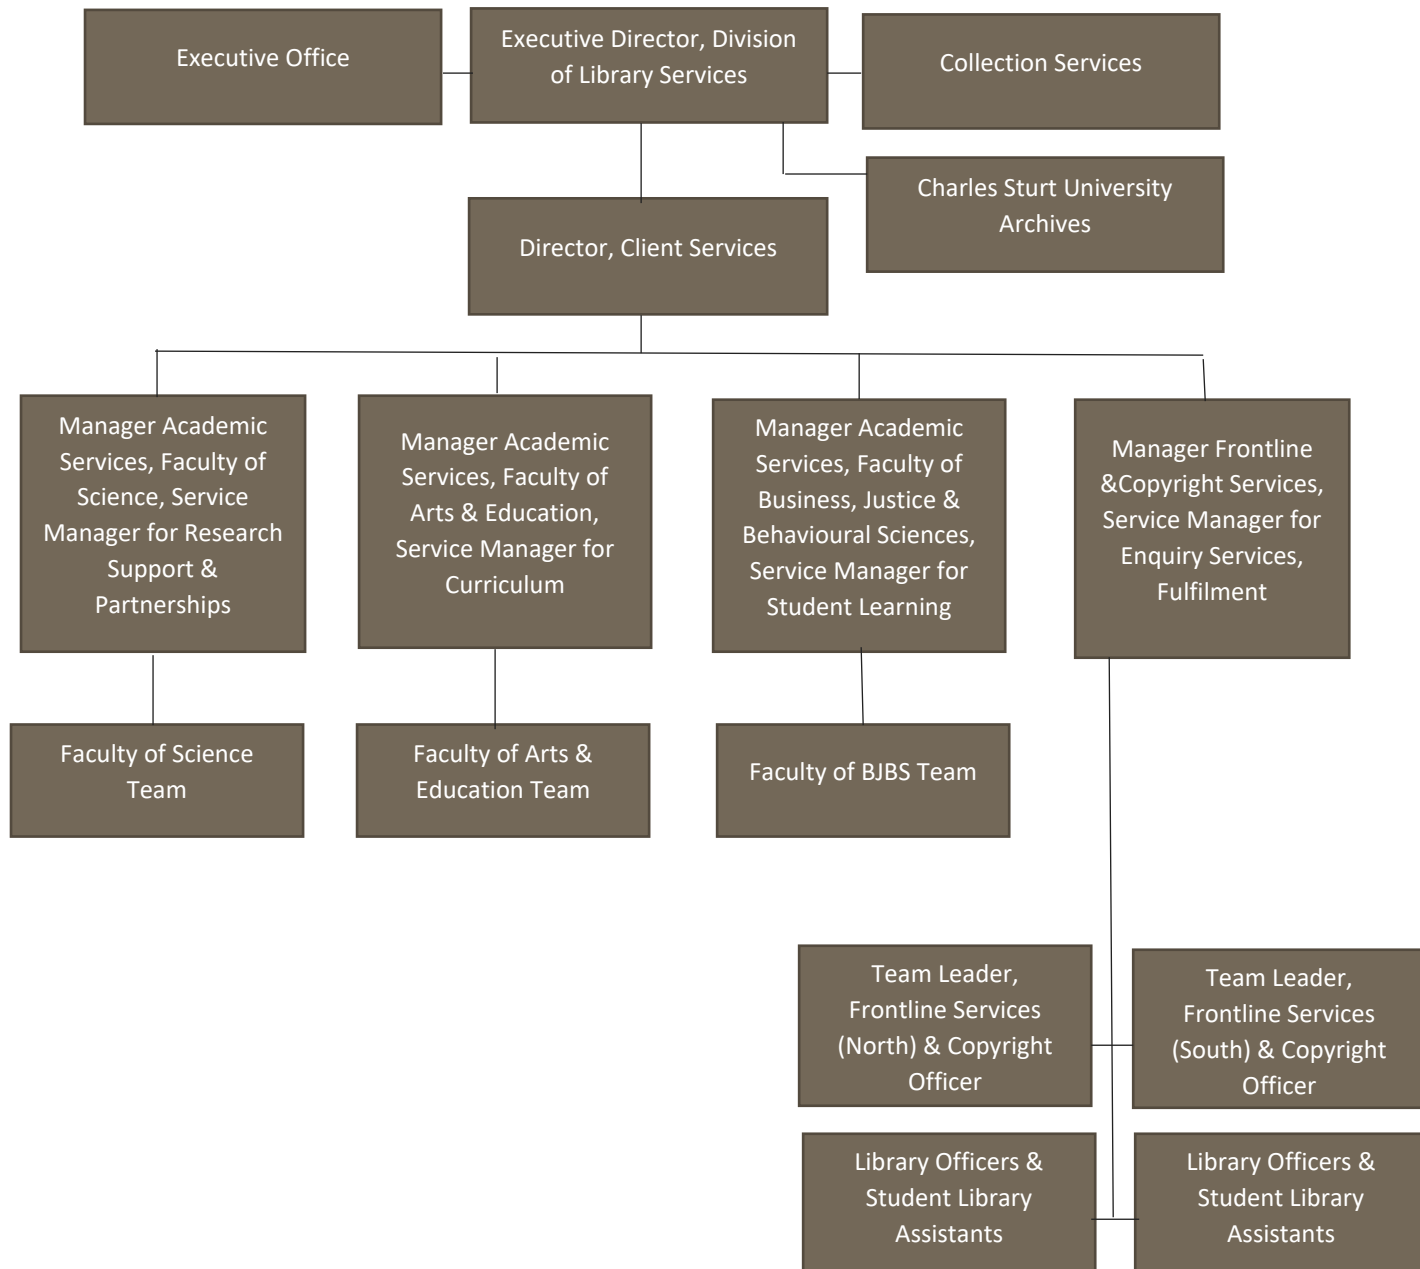 Executive Office
Executive Director, Division
of Library Services
Collection Services
Charles Sturt University
Archives
Director, Client Services
Manager Academic
Services, Faculty of
Science, Service
Manager for Research
Support &
Partnerships
Manager Academic
Services, Faculty of
Arts & Education,
Service Manager for
Curriculum
Manager Academic
Services, Faculty of
Business, Justice &
Behavioural Sciences,
Service Manager for
Student Learning
Manager Frontline
&Copyright Services,
Service Manager for
Enquiry Services,
Fulfilment
Faculty of Science
Team
Faculty of Arts &
Education Team
Faculty of BJBS Team
Team Leader,
Frontline Services
(North) & Copyright
Officer
Team Leader,
Frontline Services
(South) & Copyright
Officer
Library Officers &
Student Library
Assistants
Library Officers &
Student Library
Assistants